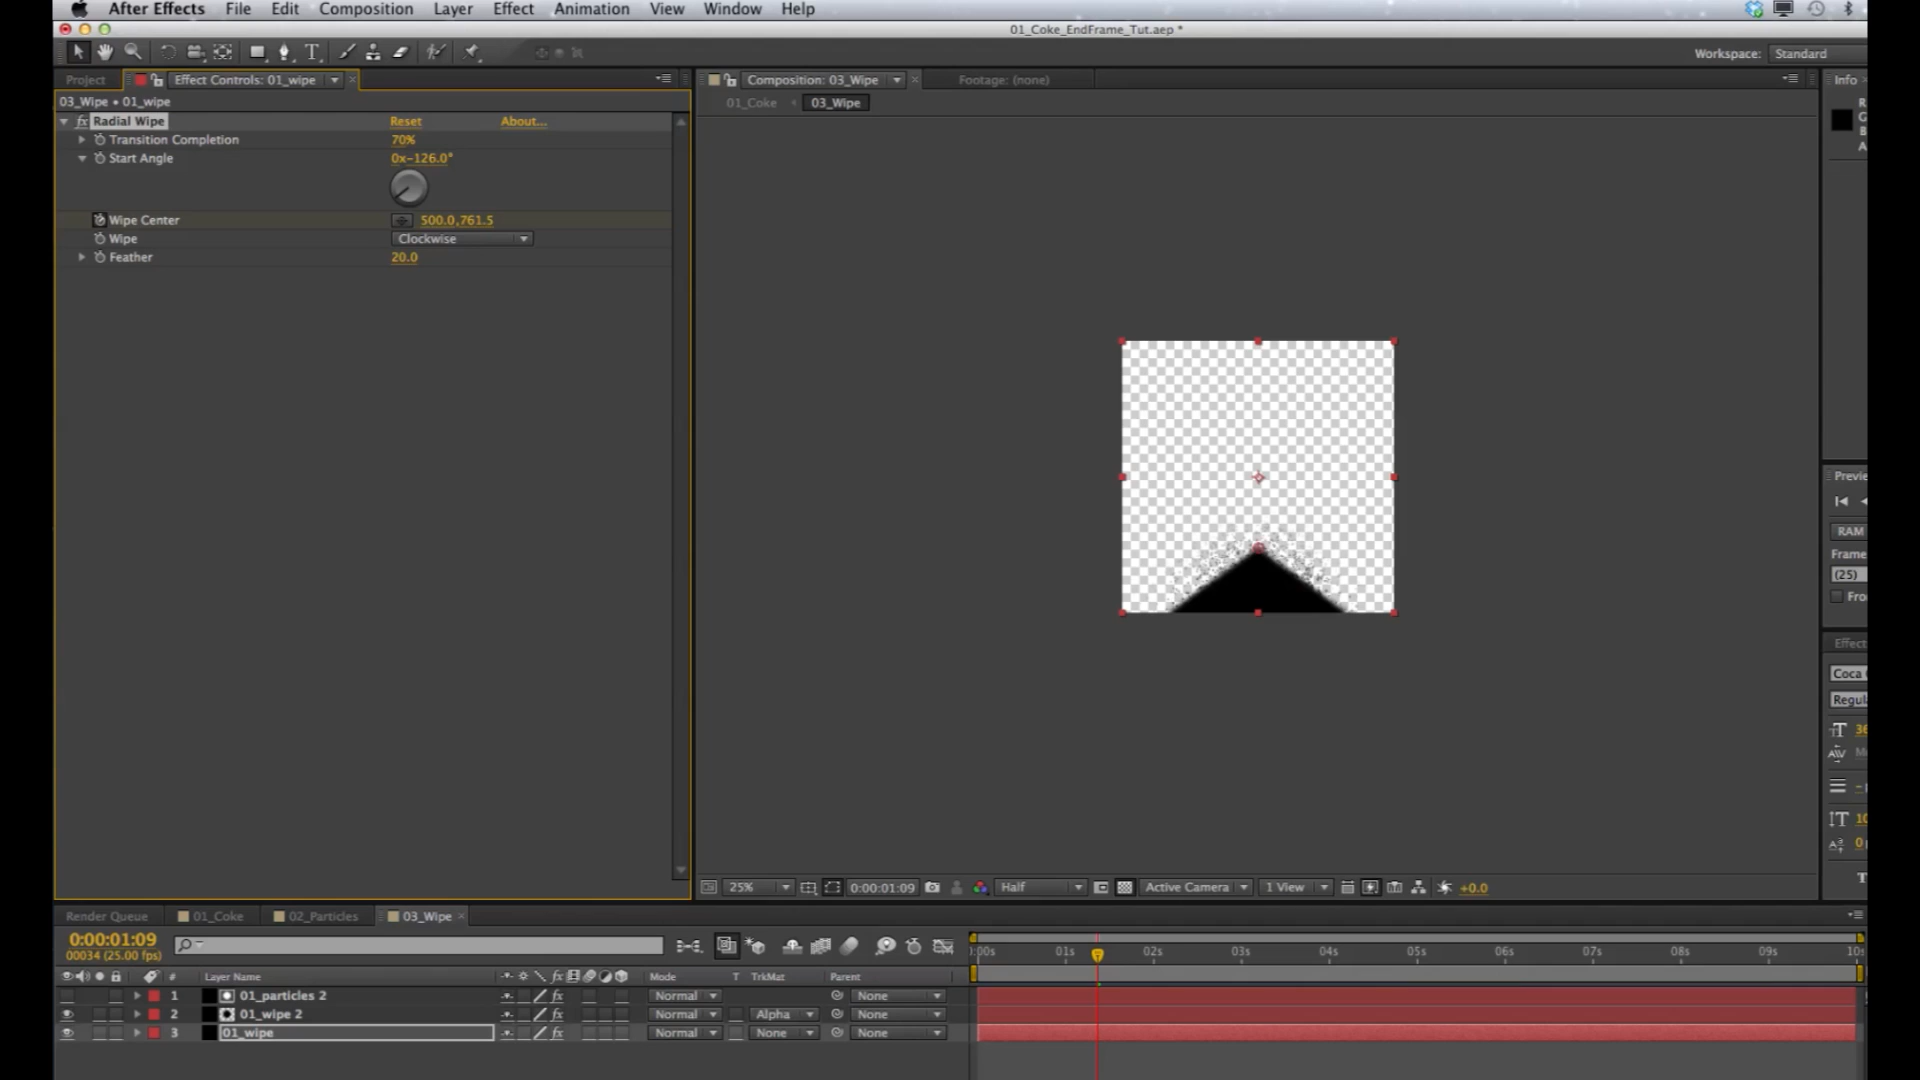 After Effects File Edit Composition Layer Effect Animation View Window Help
01_Coke_EndFrame_Tut.aep *
Workspace: Standard
Project Effect Controls: 01_wipe Composition: 03_Wipe Footage: (none) Info
03_Wipe • 01_wipe 01_Coke 03_Wipe
fx Radial Wipe Reset About...
Transition Completion 70%
Start Angle 0x-126.0°
Wipe Center 500.0,761.5
Wipe Clockwise
Feather 20.0
R
G
B
A
Previe
RAM
Frame
(25)
Fro
Effect
Coca
Regul
25% 0:00:01:09 Half Active Camera 1 View +0.0
Render Queue 01_Coke 02_Particles 03_Wipe
0:00:01:09
00034 (25.00 fps)
:00s 01s 02s 03s 04s 05s 06s 07s 08s 09s 10s
# Layer Name fx Mode T TrkMat Parent
1 01_particles 2 fx Normal None
2 01_wipe 2 fx Normal Alpha None
3 01_wipe fx Normal None None